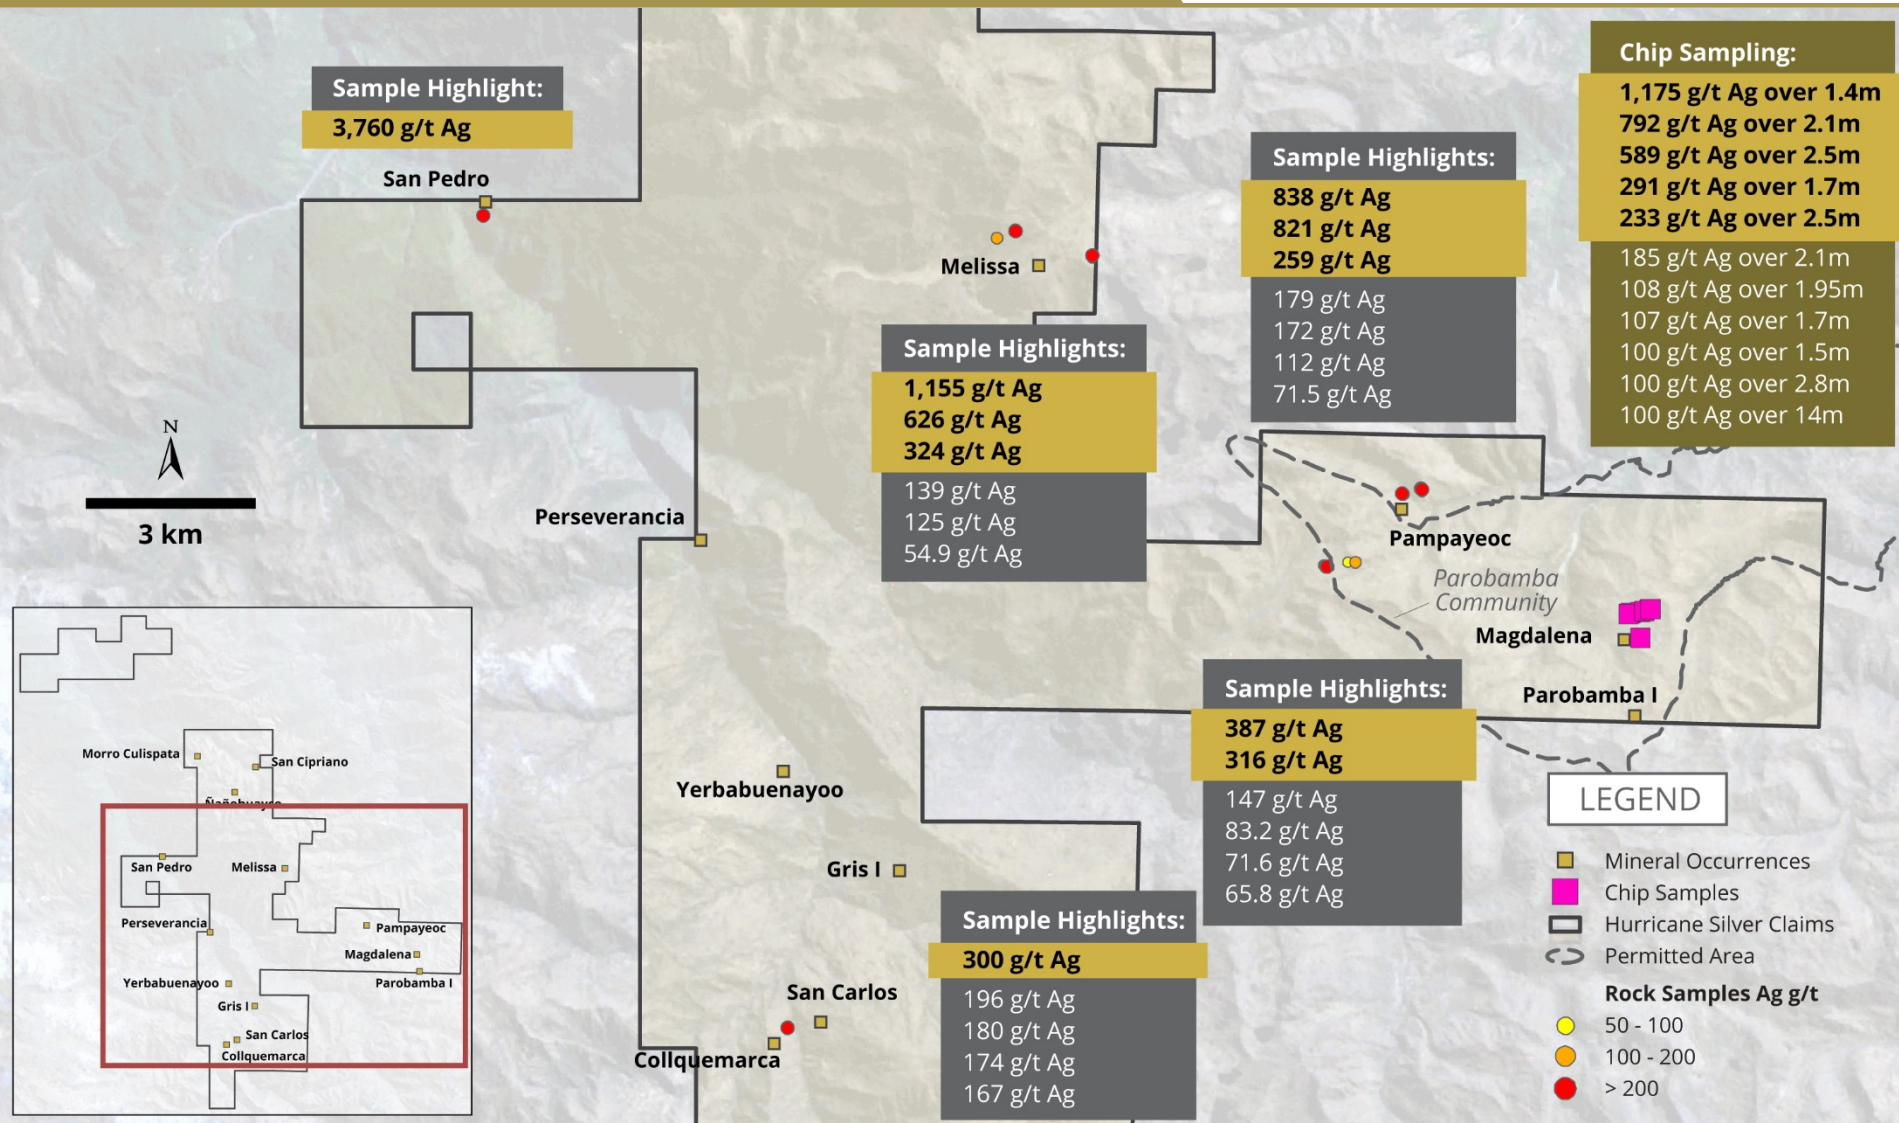 Sample Highlight:
3,760 g/t Ag
San Pedro
Melissa
Sample Highlights:
1,155 g/t Ag
626 g/t Ag
324 g/t Ag
139 g/t Ag
125 g/t Ag
54.9 g/t Ag
Sample Highlights:
838 g/t Ag
821 g/t Ag
259 g/t Ag
179 g/t Ag
172 g/t Ag
112 g/t Ag
71.5 g/t Ag
Chip Sampling:
1,175 g/t Ag over 1.4m
792 g/t Ag over 2.1m
589 g/t Ag over 2.5m
291 g/t Ag over 1.7m
233 g/t Ag over 2.5m
185 g/t Ag over 2.1m
108 g/t Ag over 1.95m
107 g/t Ag over 1.7m
100 g/t Ag over 1.5m
100 g/t Ag over 2.8m
100 g/t Ag over 14m
N
3 km
Perseverancia
Pampayeoc
Parobamba
Community
Magdalena
Parobamba I
Sample Highlights:
387 g/t Ag
316 g/t Ag
147 g/t Ag
83.2 g/t Ag
71.6 g/t Ag
65.8 g/t Ag
Yerbabuenayoo
Gris I
Sample Highlights:
300 g/t Ag
196 g/t Ag
180 g/t Ag
174 g/t Ag
167 g/t Ag
San Carlos
Collquemarca
Morro Culispata
San Cipriano
Ñañohuayco
San Pedro
Melissa
Perseverancia
Pampayeoc
Magdalena
Yerbabuenayoo
Parobamba I
Gris I
San Carlos
Collquemarca
LEGEND
Mineral Occurrences
Chip Samples
Hurricane Silver Claims
Permitted Area
Rock Samples Ag g/t
50 - 100
100 - 200
> 200